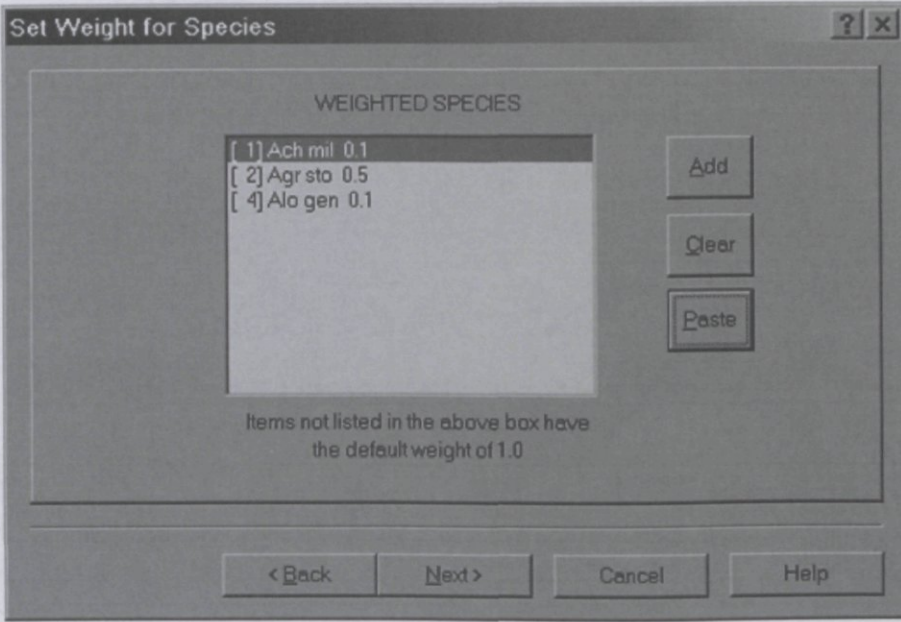 Set Weight for Species
? ×
WEIGHTED SPECIES
[ 1] Ach mil 0.1
[ 2] Agr sto 0.5
[ 4] Alo gen 0.1
Add
Clear
Paste
Items not listed in the above box have
the default weight of 1.0
< Back
Next >
Cancel
Help